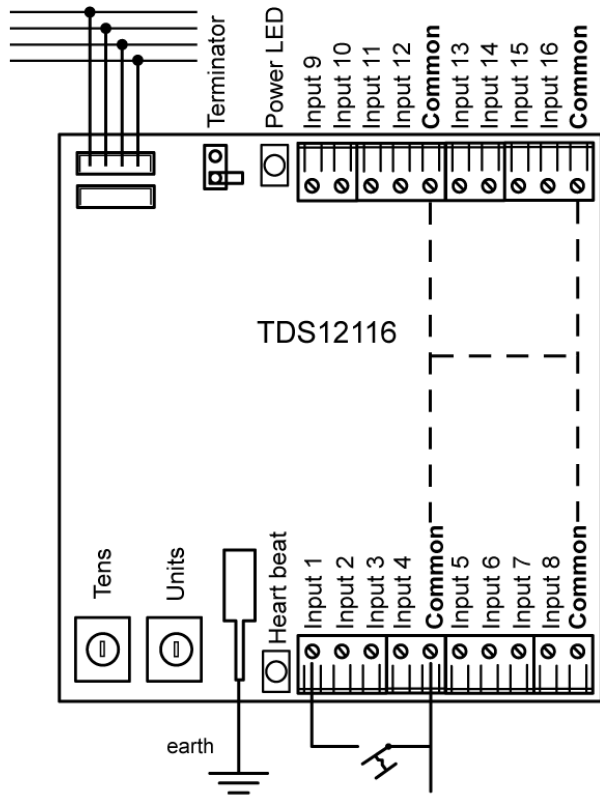 Terminator
Power LED
Input 9
Input 10
Input 11
Input 12
Common
Input 13
Input 14
Input 15
Input 16
Common
TDS12116
Tens
Units
Heart beat
Input 1
Input 2
Input 3
Input 4
Common
Input 5
Input 6
Input 7
Input 8
Common
earth